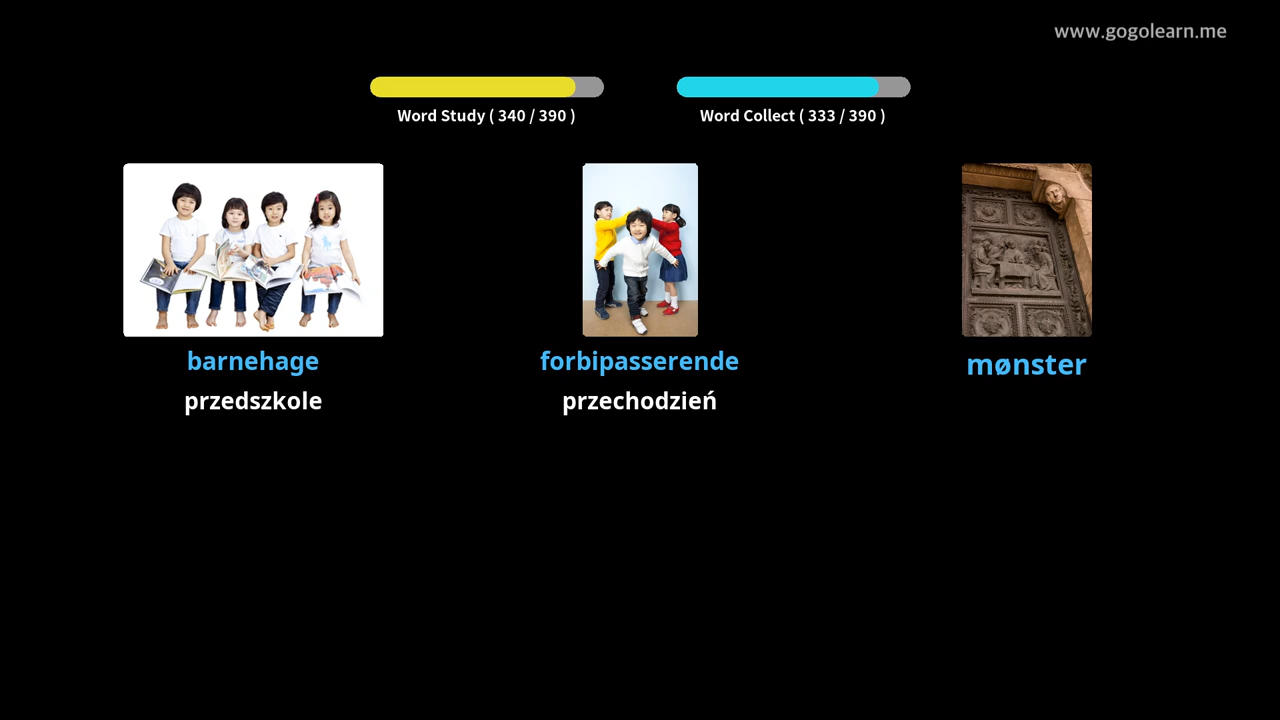 www.gogolearn.me
Word Study ( 340 / 390 )
Word Collect ( 333 / 390 )
barnehage
przedszkole
forbipasserende
przechodzień
mønster